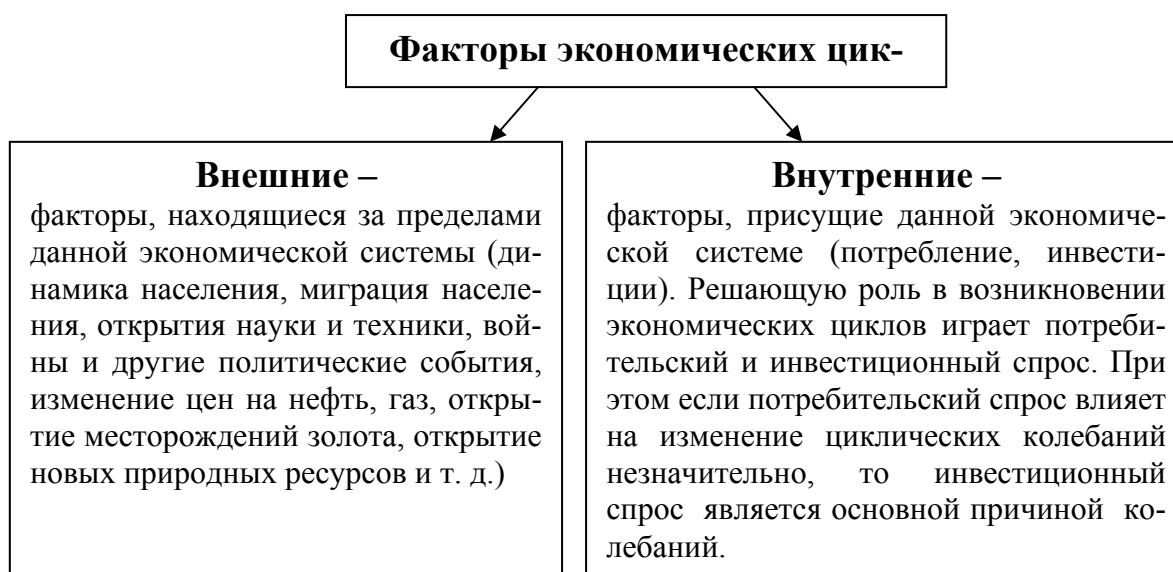 Факторы экономических цик-
Внешние –
факторы, находящиеся за пределами
данной экономической системы (ди-
намика населения, миграция населе-
ния, открытия науки и техники, вой-
ны и другие политические события,
изменение цен на нефть, газ, откры-
тие месторождений золота, открытие
новых природных ресурсов и т. д.)
Внутренние –
факторы, присущие данной экономиче-
ской системе (потребление, инвести-
ции). Решающую роль в возникновении
экономических циклов играет потреби-
тельский и инвестиционный спрос. При
этом если потребительский спрос влияет
на изменение циклических колебаний
незначительно, то инвестиционный
спрос является основной причиной ко-
лебаний.